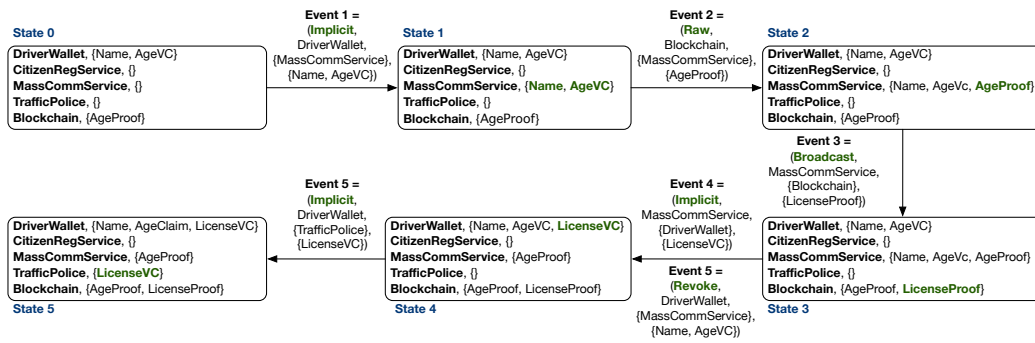 State 0
DriverWallet, {Name, AgeVC}
CitizenRegService, {}
MassCommService, {}
TrafficPolice, {}
Blockchain, {AgeProof}
Event 1 =
(Implicit,
DriverWallet,
{MassCommService},
{Name, AgeVC})
State 1
DriverWallet, {Name, AgeVC}
CitizenRegService, {}
MassCommService, {Name, AgeVC}
TrafficPolice, {}
Blockchain, {AgeProof}
Event 2 =
(Raw,
Blockchain,
{MassCommService},
{AgeProof})
State 2
DriverWallet, {Name, AgeVC}
CitizenRegService, {}
MassCommService, {Name, AgeVc, AgeProof}
TrafficPolice, {}
Blockchain, {AgeProof}
Event 3 =
(Broadcast,
MassCommService,
{Blockchain},
{LicenseProof})
DriverWallet, {Name, AgeVC}
CitizenRegService, {}
MassCommService, {Name, AgeVc, AgeProof}
TrafficPolice, {}
Blockchain, {AgeProof, LicenseProof}
State 3
Event 4 =
(Implicit,
MassCommService,
{DriverWallet},
{LicenseVC})
Event 5 =
(Revoke,
DriverWallet,
{MassCommService},
{Name, AgeVC})
DriverWallet, {Name, AgeVC, LicenseVC}
CitizenRegService, {}
MassCommService, {AgeProof}
TrafficPolice, {}
Blockchain, {AgeProof, LicenseProof}
State 4
Event 5 =
(Implicit,
DriverWallet,
{TrafficPolice},
{LicenseVC})
DriverWallet, {Name, AgeClaim, LicenseVC}
CitizenRegService, {}
MassCommService, {AgeProof}
TrafficPolice, {LicenseVC}
Blockchain, {AgeProof, LicenseProof}
State 5